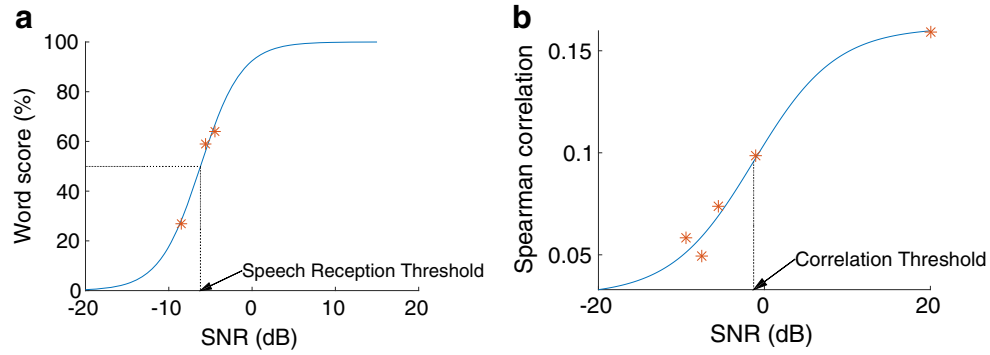 a
Word score (%)
100
80
60
40
20
0
-20
-10
0
10
20
SNR (dB)
Speech Reception Threshold
b
Spearman correlation
0.15
0.1
0.05
-20
0
20
SNR (dB)
Correlation Threshold